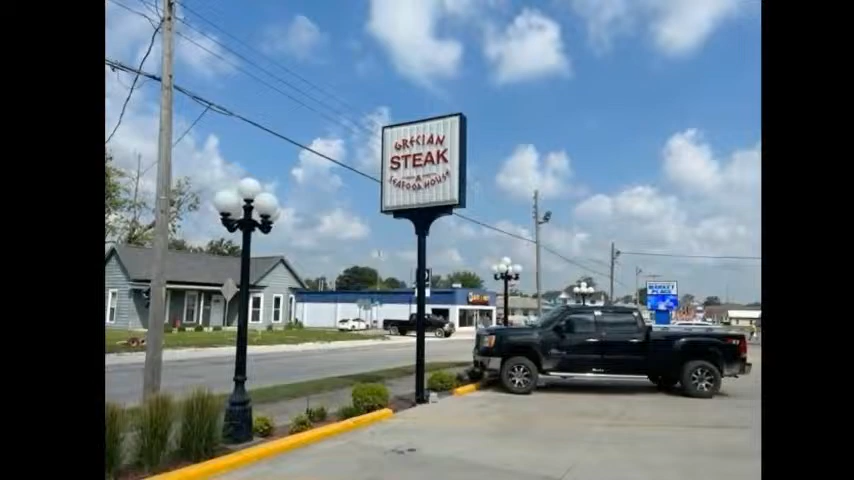 GRECIAN
STEAK
&
SEAFOOD HOUSE
MARKET
PLACE